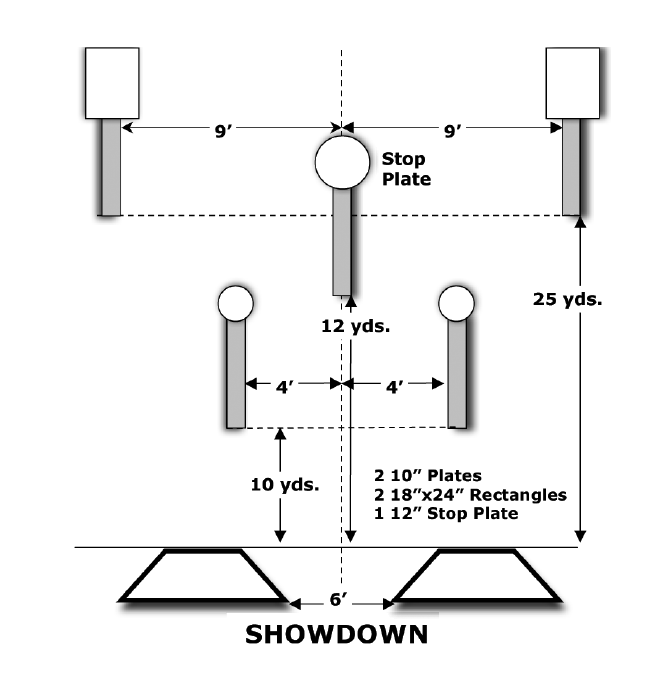 9′ 9′
Stop
Plate
25 yds.
12 yds.
4′ 4′
2 10” Plates
10 yds.
2 18”x24” Rectangles
1 12” Stop Plate
6′
SHOWDOWN